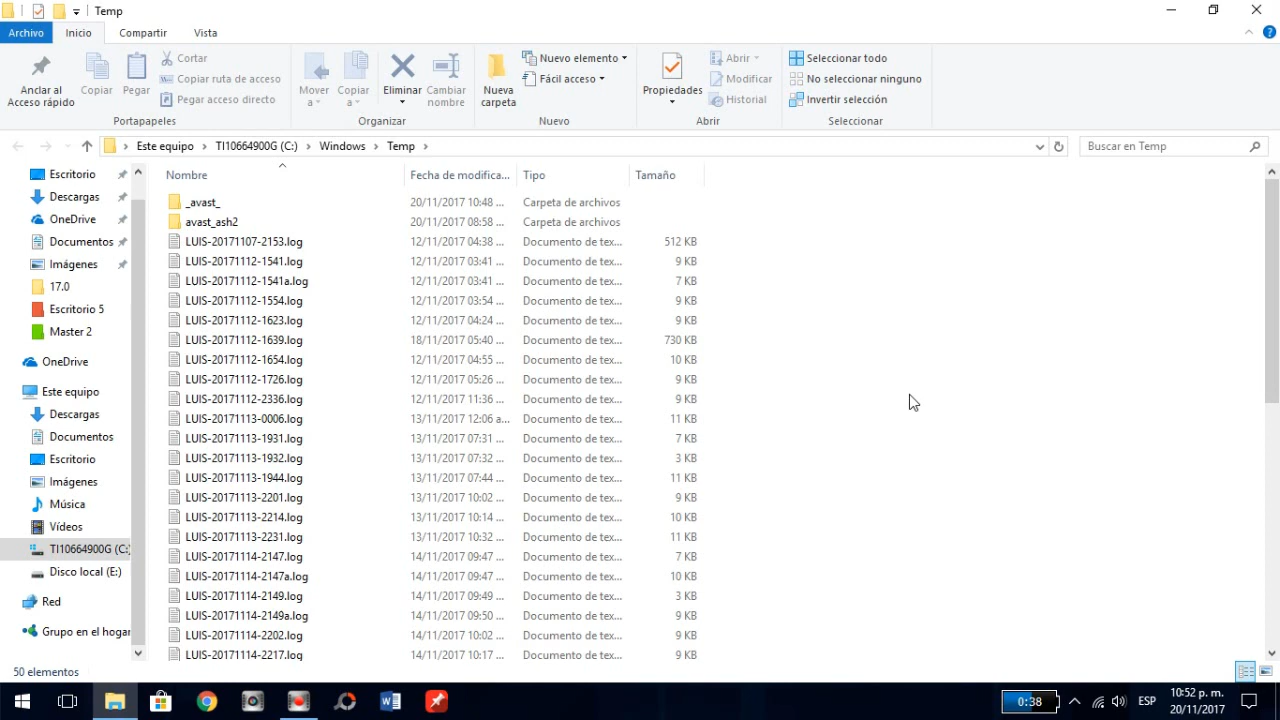 Temp
Archivo Inicio Compartir Vista
Anclar al Acceso rápido
Copiar
Pegar
Cortar
Copiar ruta de acceso
Pegar acceso directo
Portapapeles
Mover a
Copiar a
Eliminar
Cambiar nombre
Organizar
Nueva carpeta
Nuevo elemento
Fácil acceso
Nuevo
Propiedades
Abrir
Modificar
Historial
Abrir
Seleccionar todo
No seleccionar ninguno
Invertir selección
Seleccionar
Este equipo > TI10664900G (C:) > Windows > Temp >
Buscar en Temp
Escritorio
Descargas
OneDrive
Documentos
Imágenes
17.0
Escritorio 5
Master 2
OneDrive
Este equipo
Descargas
Documentos
Escritorio
Imágenes
Música
Vídeos
TI10664900G (C:)
Disco local (E:)
Red
Grupo en el hogar
Nombre Fecha de modifica... Tipo Tamaño
_avast_ 20/11/2017 10:48 ... Carpeta de archivos
avast_ash2 20/11/2017 08:58 ... Carpeta de archivos
LUIS-20171107-2153.log 12/11/2017 04:38 ... Documento de tex... 512 KB
LUIS-20171112-1541.log 12/11/2017 03:41 ... Documento de tex... 9 KB
LUIS-20171112-1541a.log 12/11/2017 03:41 ... Documento de tex... 7 KB
LUIS-20171112-1554.log 12/11/2017 03:54 ... Documento de tex... 9 KB
LUIS-20171112-1623.log 12/11/2017 04:24 ... Documento de tex... 9 KB
LUIS-20171112-1639.log 18/11/2017 05:40 ... Documento de tex... 730 KB
LUIS-20171112-1654.log 12/11/2017 04:55 ... Documento de tex... 10 KB
LUIS-20171112-1726.log 12/11/2017 05:26 ... Documento de tex... 9 KB
LUIS-20171112-2336.log 12/11/2017 11:36 ... Documento de tex... 9 KB
LUIS-20171113-0006.log 13/11/2017 12:06 a... Documento de tex... 11 KB
LUIS-20171113-1931.log 13/11/2017 07:31 ... Documento de tex... 7 KB
LUIS-20171113-1932.log 13/11/2017 07:32 ... Documento de tex... 3 KB
LUIS-20171113-1944.log 13/11/2017 07:44 ... Documento de tex... 11 KB
LUIS-20171113-2201.log 13/11/2017 10:02 ... Documento de tex... 9 KB
LUIS-20171113-2214.log 13/11/2017 10:14 ... Documento de tex... 10 KB
LUIS-20171113-2231.log 13/11/2017 10:32 ... Documento de tex... 11 KB
LUIS-20171114-2147.log 14/11/2017 09:47 ... Documento de tex... 7 KB
LUIS-20171114-2147a.log 14/11/2017 09:47 ... Documento de tex... 10 KB
LUIS-20171114-2149.log 14/11/2017 09:49 ... Documento de tex... 3 KB
LUIS-20171114-2149a.log 14/11/2017 09:50 ... Documento de tex... 9 KB
LUIS-20171114-2202.log 14/11/2017 10:02 ... Documento de tex... 9 KB
LUIS-20171114-2217.log 14/11/2017 10:17 ... Documento de tex... 9 KB
50 elementos
0:38
ESP
10:52 p. m.
20/11/2017